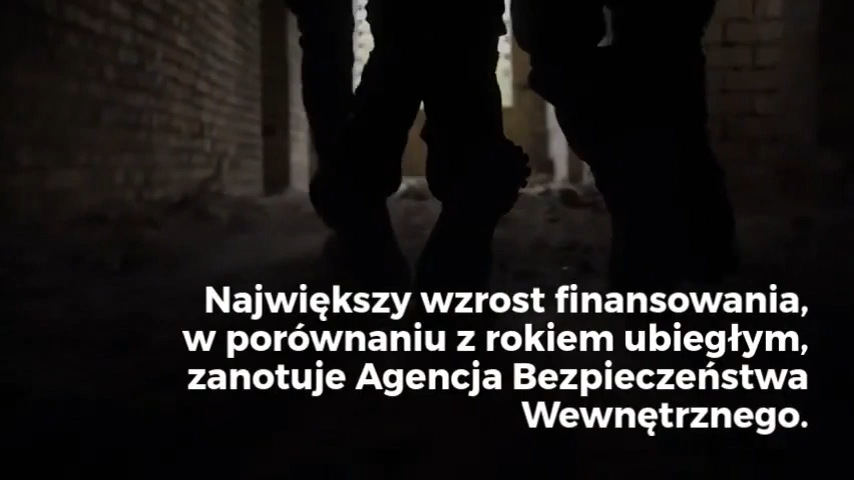 Największy wzrost finansowania,
w porównaniu z rokiem ubiegłym,
zanotuje Agencja Bezpieczeństwa
Wewnętrznego.